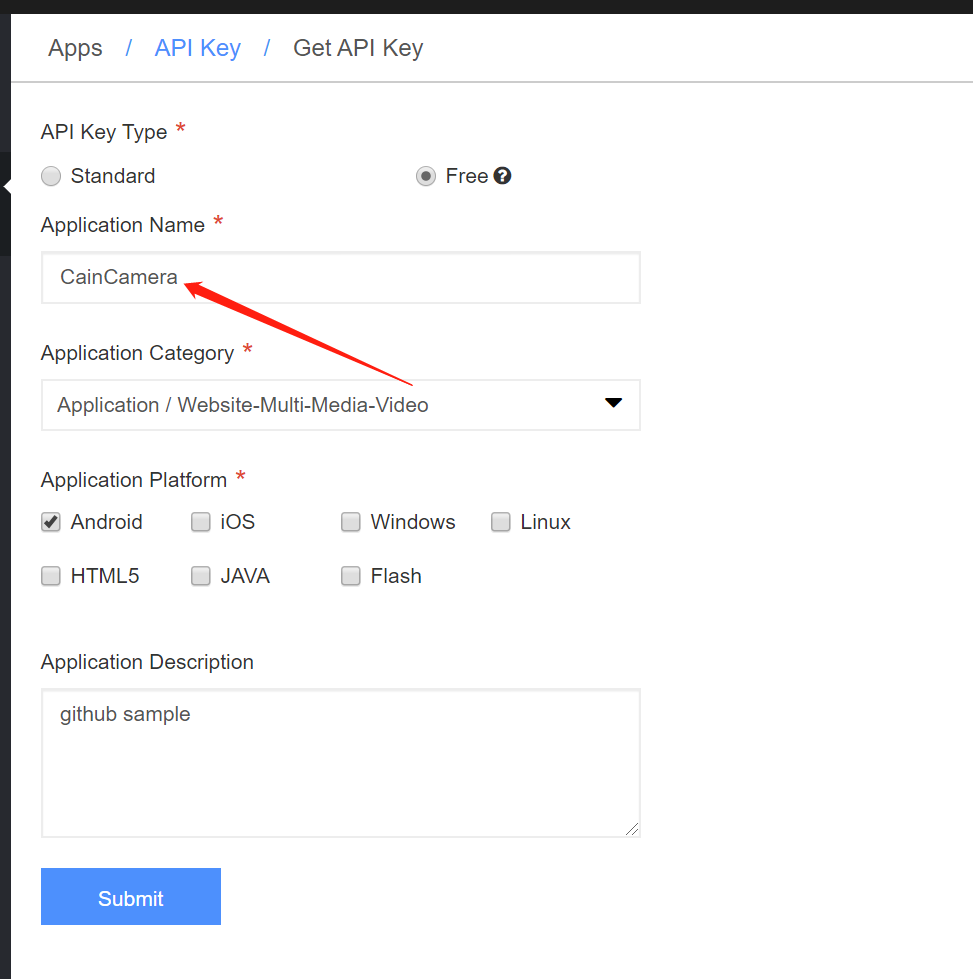 Apps / API Key / Get API Key
API Key Type *
Standard Free ?
Application Name *
CainCamera
Application Category *
Application / Website-Multi-Media-Video
Application Platform *
Android iOS Windows Linux
HTML5 JAVA Flash
Application Description
github sample
Submit